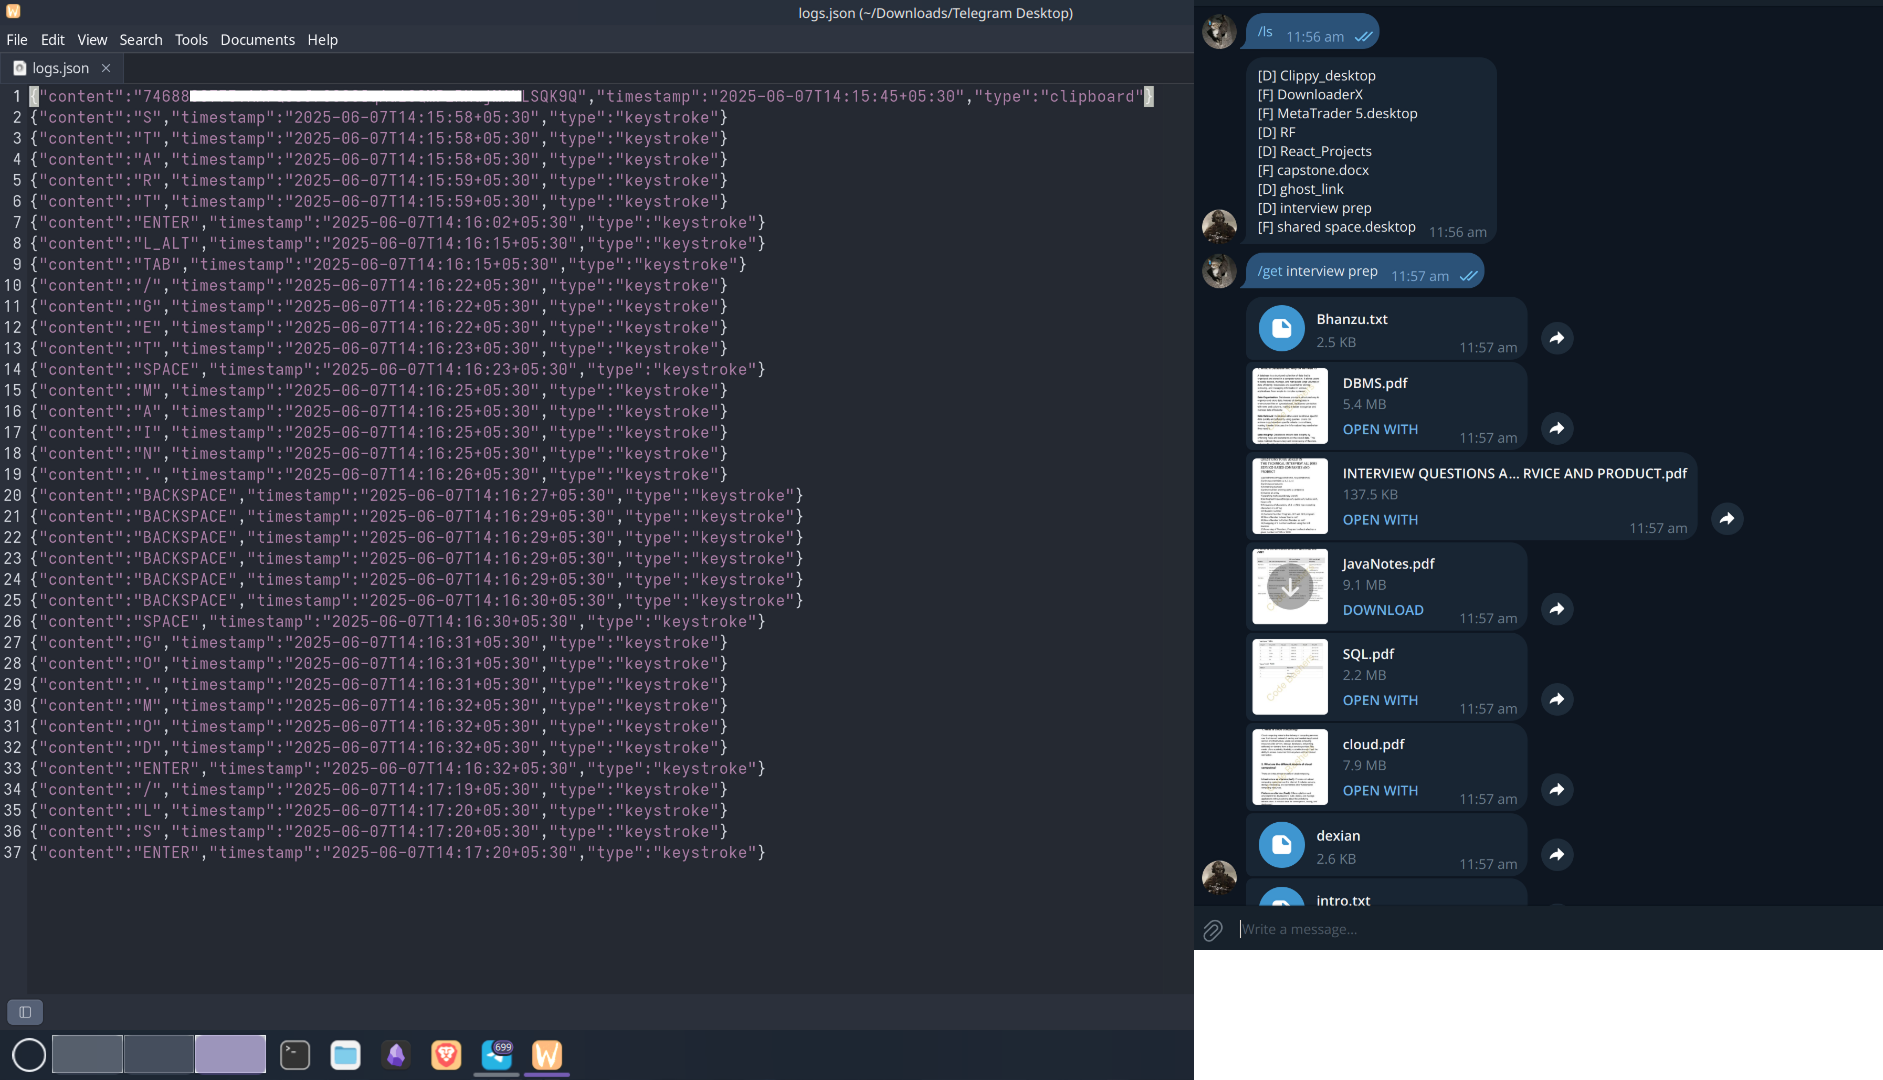 logs.json (~/Downloads/Telegram Desktop)
File Edit View Search Tools Documents Help
logs.json ×
1 {"content":"74688 LSQK9Q","timestamp":"2025-06-07T14:15:45+05:30","type":"clipboard"}
2 {"content":"S","timestamp":"2025-06-07T14:15:58+05:30","type":"keystroke"}
3 {"content":"T","timestamp":"2025-06-07T14:15:58+05:30","type":"keystroke"}
4 {"content":"A","timestamp":"2025-06-07T14:15:58+05:30","type":"keystroke"}
5 {"content":"R","timestamp":"2025-06-07T14:15:59+05:30","type":"keystroke"}
6 {"content":"T","timestamp":"2025-06-07T14:15:59+05:30","type":"keystroke"}
7 {"content":"ENTER","timestamp":"2025-06-07T14:16:02+05:30","type":"keystroke"}
8 {"content":"L_ALT","timestamp":"2025-06-07T14:16:15+05:30","type":"keystroke"}
9 {"content":"TAB","timestamp":"2025-06-07T14:16:15+05:30","type":"keystroke"}
10 {"content":"/","timestamp":"2025-06-07T14:16:22+05:30","type":"keystroke"}
11 {"content":"G","timestamp":"2025-06-07T14:16:22+05:30","type":"keystroke"}
12 {"content":"E","timestamp":"2025-06-07T14:16:22+05:30","type":"keystroke"}
13 {"content":"T","timestamp":"2025-06-07T14:16:23+05:30","type":"keystroke"}
14 {"content":"SPACE","timestamp":"2025-06-07T14:16:23+05:30","type":"keystroke"}
15 {"content":"M","timestamp":"2025-06-07T14:16:25+05:30","type":"keystroke"}
16 {"content":"A","timestamp":"2025-06-07T14:16:25+05:30","type":"keystroke"}
17 {"content":"I","timestamp":"2025-06-07T14:16:25+05:30","type":"keystroke"}
18 {"content":"N","timestamp":"2025-06-07T14:16:25+05:30","type":"keystroke"}
19 {"content":".","timestamp":"2025-06-07T14:16:26+05:30","type":"keystroke"}
20 {"content":"BACKSPACE","timestamp":"2025-06-07T14:16:27+05:30","type":"keystroke"}
21 {"content":"BACKSPACE","timestamp":"2025-06-07T14:16:29+05:30","type":"keystroke"}
22 {"content":"BACKSPACE","timestamp":"2025-06-07T14:16:29+05:30","type":"keystroke"}
23 {"content":"BACKSPACE","timestamp":"2025-06-07T14:16:29+05:30","type":"keystroke"}
24 {"content":"BACKSPACE","timestamp":"2025-06-07T14:16:29+05:30","type":"keystroke"}
25 {"content":"BACKSPACE","timestamp":"2025-06-07T14:16:30+05:30","type":"keystroke"}
26 {"content":"SPACE","timestamp":"2025-06-07T14:16:30+05:30","type":"keystroke"}
27 {"content":"G","timestamp":"2025-06-07T14:16:31+05:30","type":"keystroke"}
28 {"content":"O","timestamp":"2025-06-07T14:16:31+05:30","type":"keystroke"}
29 {"content":".","timestamp":"2025-06-07T14:16:31+05:30","type":"keystroke"}
30 {"content":"M","timestamp":"2025-06-07T14:16:32+05:30","type":"keystroke"}
31 {"content":"O","timestamp":"2025-06-07T14:16:32+05:30","type":"keystroke"}
32 {"content":"D","timestamp":"2025-06-07T14:16:32+05:30","type":"keystroke"}
33 {"content":"ENTER","timestamp":"2025-06-07T14:16:32+05:30","type":"keystroke"}
34 {"content":"/","timestamp":"2025-06-07T14:17:19+05:30","type":"keystroke"}
35 {"content":"L","timestamp":"2025-06-07T14:17:20+05:30","type":"keystroke"}
36 {"content":"S","timestamp":"2025-06-07T14:17:20+05:30","type":"keystroke"}
37 {"content":"ENTER","timestamp":"2025-06-07T14:17:20+05:30","type":"keystroke"}
699
W
/ls 11:56 am
[D] Clippy_desktop
[F] DownloaderX
[F] MetaTrader 5.desktop
[D] RF
[D] React_Projects
[F] capstone.docx
[D] ghost_link
[D] interview prep
[F] shared space.desktop 11:56 am
/get interview prep 11:57 am
Bhanzu.txt
2.5 KB
11:57 am
DBMS.pdf
5.4 MB
OPEN WITH
11:57 am
INTERVIEW QUESTIONS A... RVICE AND PRODUCT.pdf
137.5 KB
OPEN WITH
11:57 am
JavaNotes.pdf
9.1 MB
DOWNLOAD
11:57 am
SQL.pdf
2.2 MB
OPEN WITH
11:57 am
cloud.pdf
7.9 MB
OPEN WITH
11:57 am
dexian
2.6 KB
11:57 am
intro.txt
Write a message...